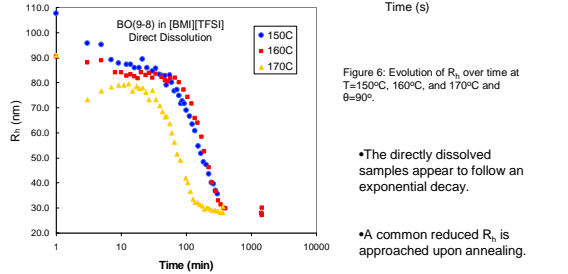 Time (s)
110.0
100.0
90.0
80.0
70.0
60.0
50.0
40.0
30.0
20.0
Rh (nm)
BO(9-8) in [BMI][TFSI]
Direct Dissolution
150C
160C
170C
1
10
100
1000
10000
Time (min)
Figure 6: Evolution of Rh over time at
T=150ºC, 160ºC, and 170ºC and
θ=90º.
•The directly dissolved
samples appear to follow an
exponential decay.
•A common reduced Rh is
approached upon annealing.